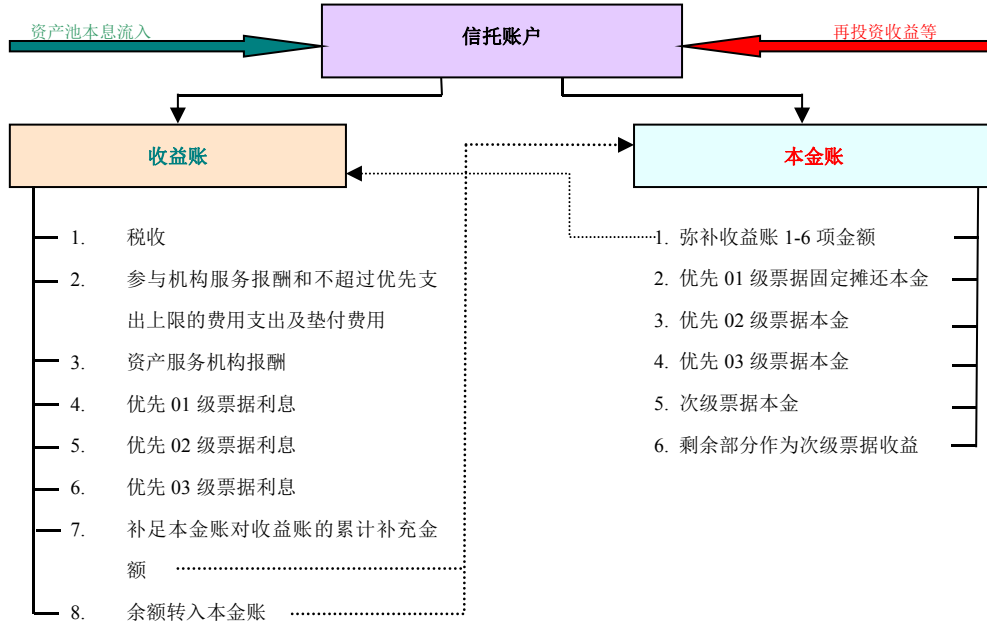 资产池本息流入
信托账户
再投资收益等
收益账
本金账
1. 税收
2. 参与机构服务报酬和不超过优先支
出上限的费用支出及垫付费用
3. 资产服务机构报酬
4. 优先 01 级票据利息
5. 优先 02 级票据利息
6. 优先 03 级票据利息
7. 补足本金账对收益账的累计补充金
额
8. 余额转入本金账
1. 弥补收益账 1-6 项金额
2. 优先 01 级票据固定摊还本金
3. 优先 02 级票据本金
4. 优先 03 级票据本金
5. 次级票据本金
6. 剩余部分作为次级票据收益